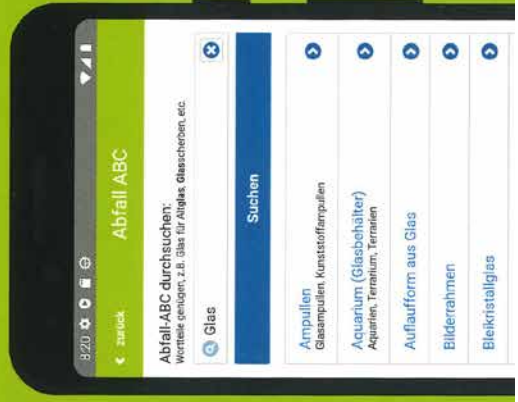 8:20
zurück Abfall ABC
Abfall-ABC durchsuchen:
Wortteile genügen, z.B. Glas für Altglas, Glasscherben, etc.
Glas
Suchen
Ampullen
Glasampullen, Kunststoffampullen
Aquarium (Glasbehälter)
Aquarien, Terrarium, Terrarien
Auflaufform aus Glas
Bilderrahmen
Bleikristallglas